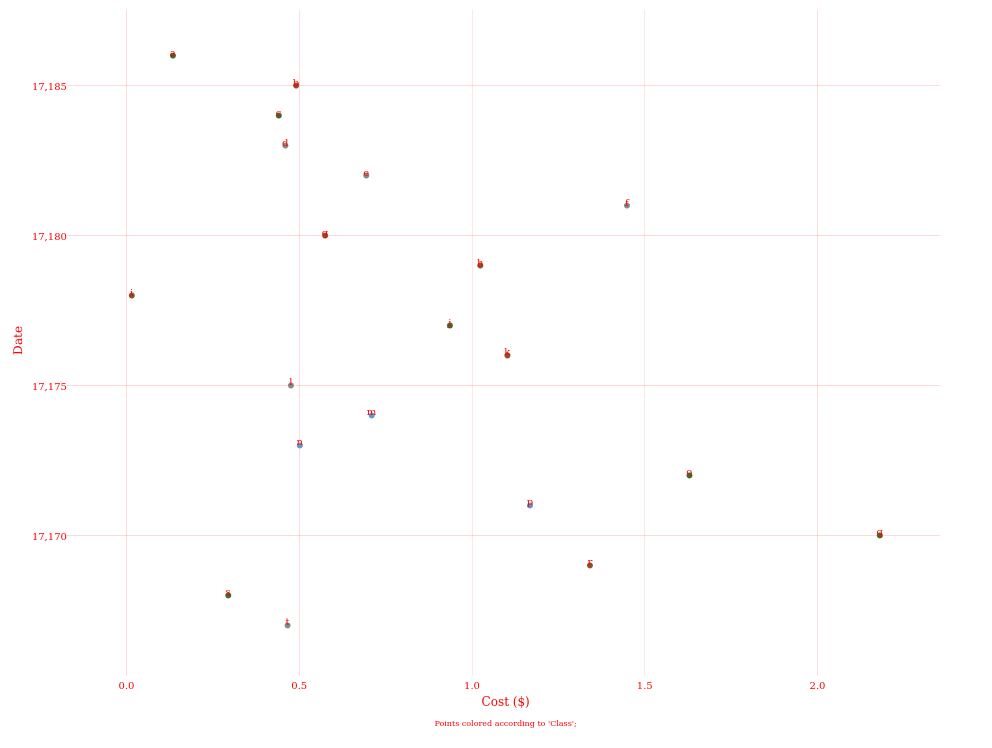 a
b
17,185
c
d
e
f
g
17,180
h
i
j
k
l
17,175
m
n
o
p
q
17,170
r
s
t
Date
0.0 0.5 1.0 1.5 2.0
Cost ($)
Points colored according to 'Class';